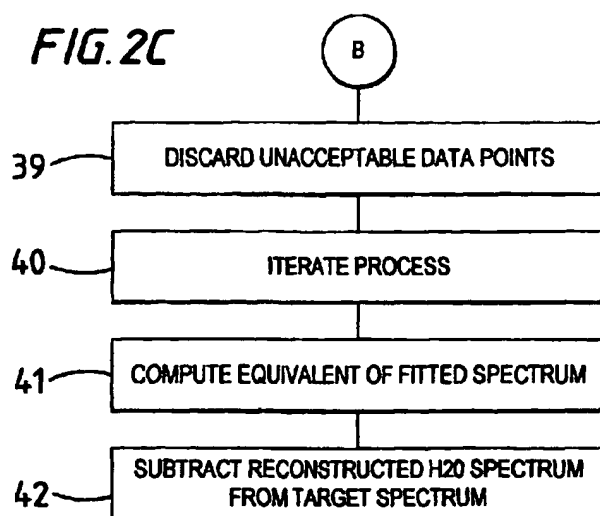 FIG. 2C
B
39
DISCARD UNACCEPTABLE DATA POINTS
40
ITERATE PROCESS
41
COMPUTE EQUIVALENT OF FITTED SPECTRUM
42
SUBTRACT RECONSTRUCTED H20 SPECTRUM
FROM TARGET SPECTRUM